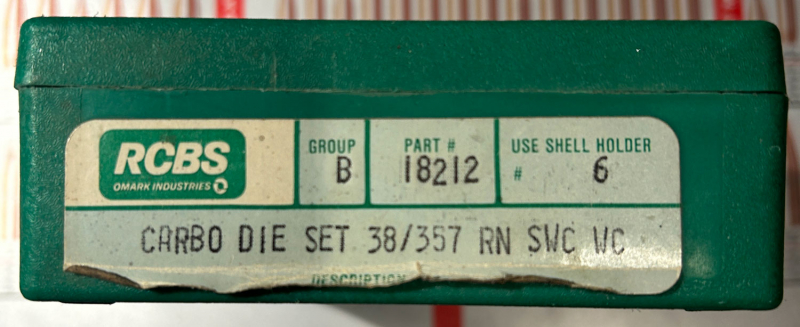 RCBS
OMARK INDUSTRIES
GROUP
B
PART #
18212
USE SHELL HOLDER
# 6
CARBO DIE SET 38/357 RN SWC WC
DESCRIPTION